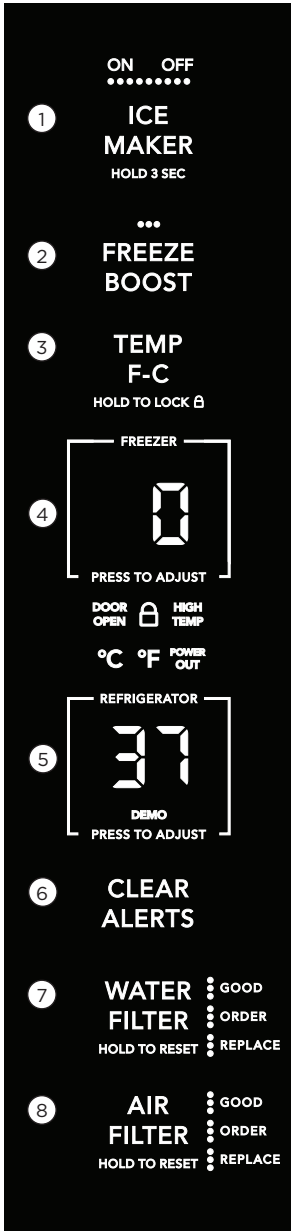 ON OFF
1 ICE
MAKER
HOLD 3 SEC
2 FREEZE
BOOST
3 TEMP
F-C
HOLD TO LOCK
FREEZER
4 0
PRESS TO ADJUST
DOOR OPEN HIGH TEMP
°C °F POWER OUT
REFRIGERATOR
5 37
DEMO
PRESS TO ADJUST
6 CLEAR
ALERTS
7 WATER GOOD
FILTER ORDER
HOLD TO RESET REPLACE
8 AIR GOOD
FILTER ORDER
HOLD TO RESET REPLACE